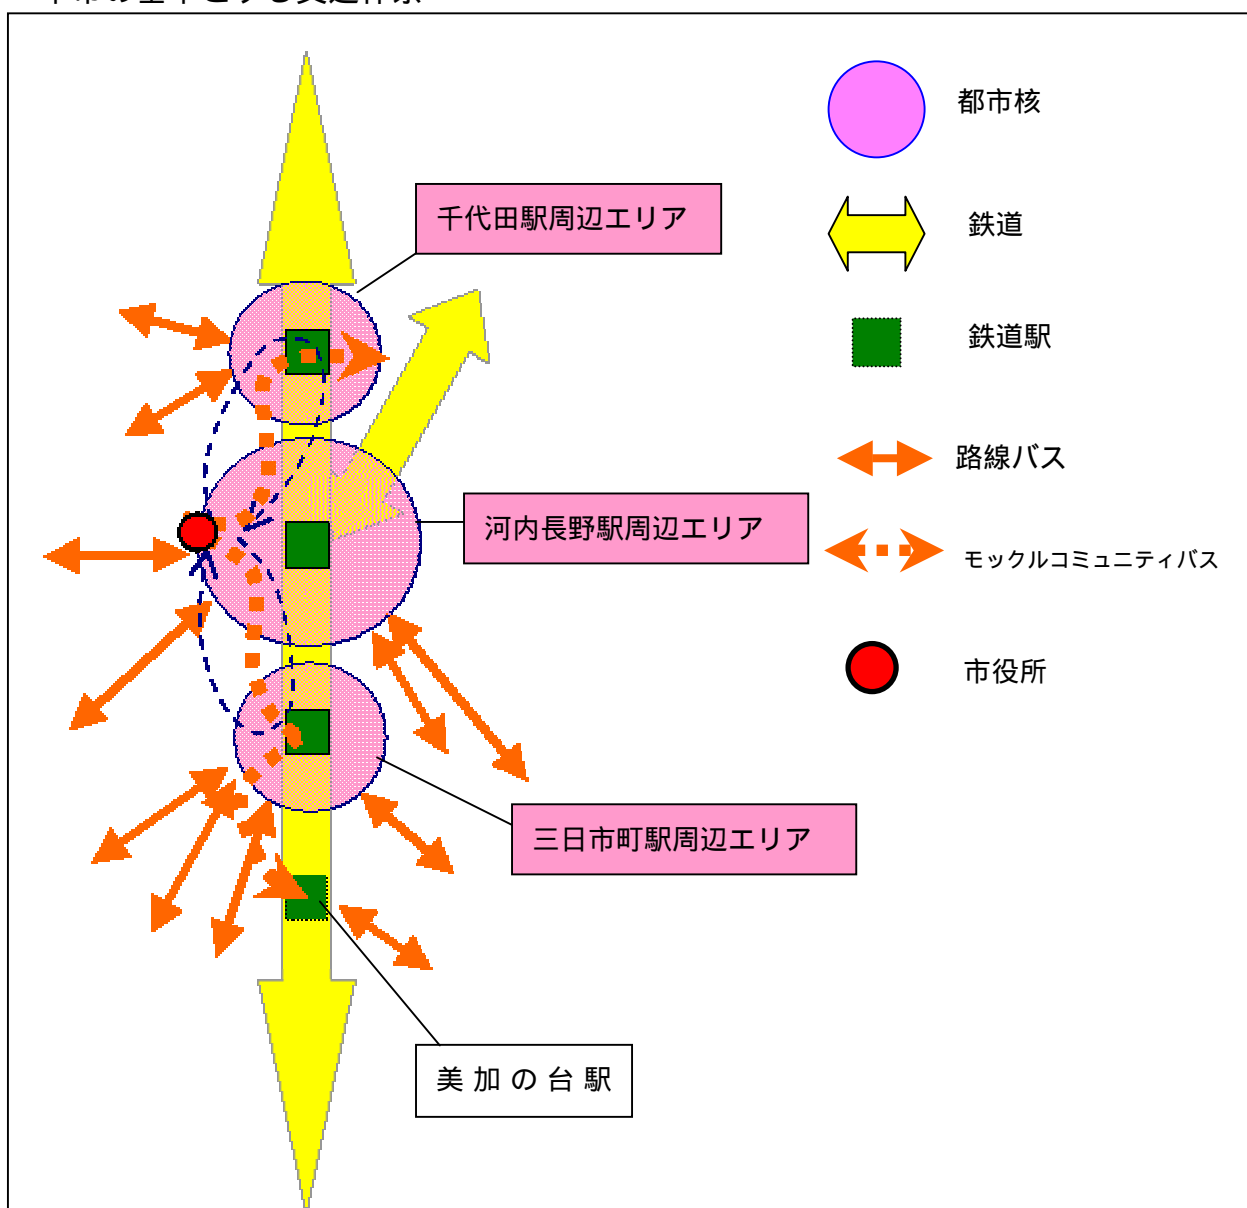 都市核
千代田駅周辺エリア
鉄道
鉄道駅
路線バス
河内長野駅周辺エリア
モックルコミュニティバス
市役所
三日市町駅周辺エリア
美加の台駅